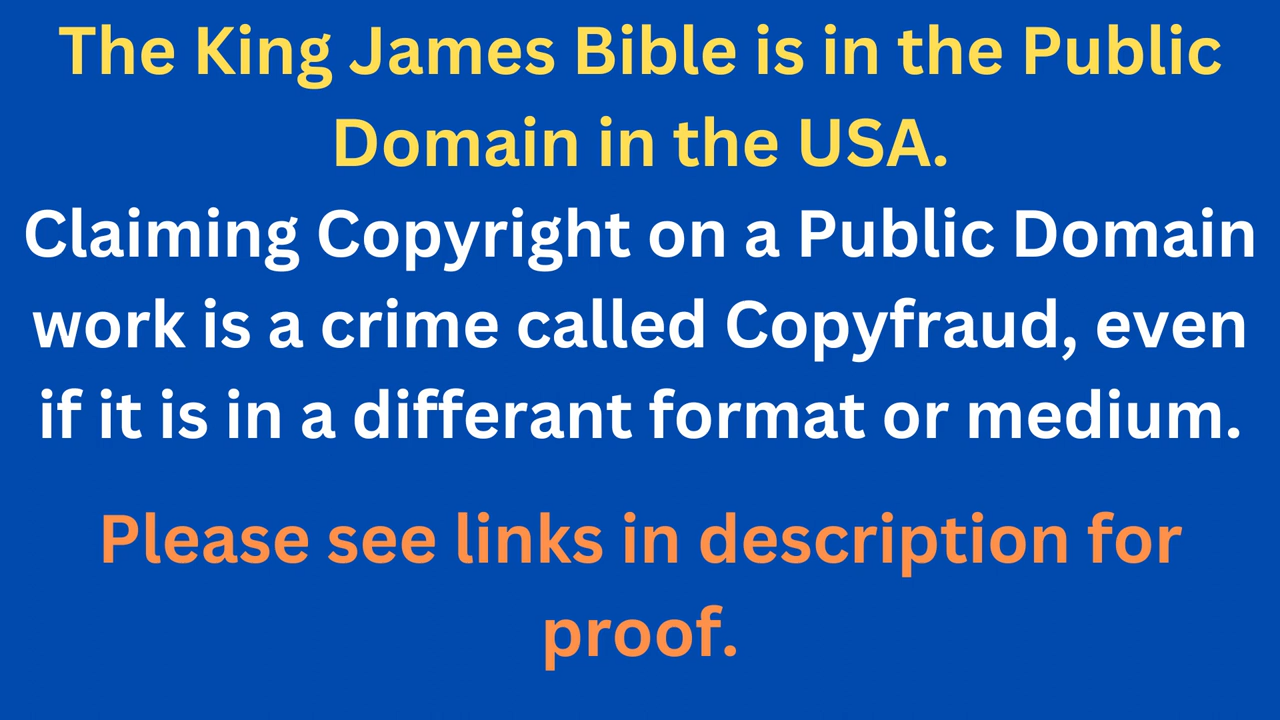 The King James Bible is in the Public
Domain in the USA.
Claiming Copyright on a Public Domain
work is a crime called Copyfraud, even
if it is in a differant format or medium.
Please see links in description for
proof.